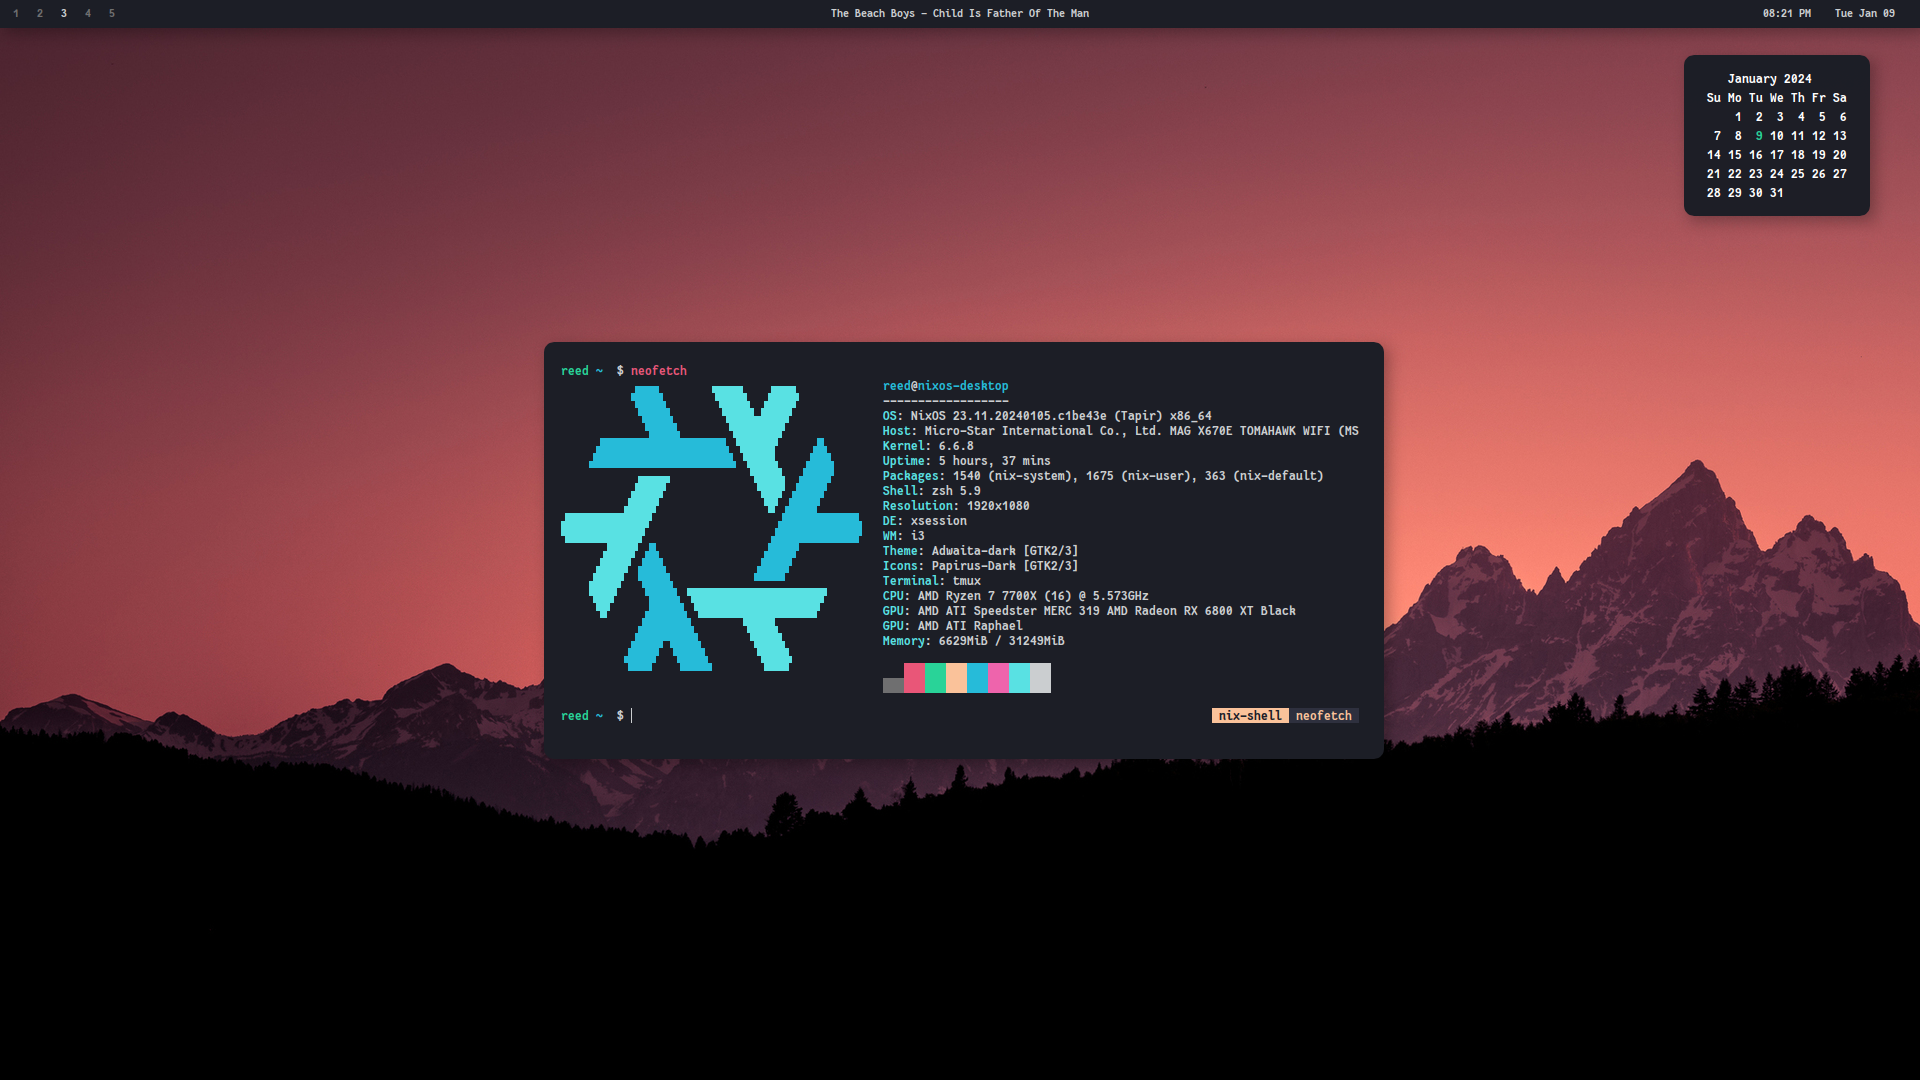 1 2 3 4 5
The Beach Boys – Child Is Father Of The Man
08:21 PM Tue Jan 09
January 2024
Su Mo Tu We Th Fr Sa
1 2 3 4 5 6
7 8 9 10 11 12 13
14 15 16 17 18 19 20
21 22 23 24 25 26 27
28 29 30 31
reed ~ $ neofetch
reed@nixos-desktop
------------------
OS: NixOS 23.11.20240105.c1be43e (Tapir) x86_64
Host: Micro-Star International Co., Ltd. MAG X670E TOMAHAWK WIFI (MS
Kernel: 6.6.8
Uptime: 5 hours, 37 mins
Packages: 1540 (nix-system), 1675 (nix-user), 363 (nix-default)
Shell: zsh 5.9
Resolution: 1920x1080
DE: xsession
WM: i3
Theme: Adwaita-dark [GTK2/3]
Icons: Papirus-Dark [GTK2/3]
Terminal: tmux
CPU: AMD Ryzen 7 7700X (16) @ 5.573GHz
GPU: AMD ATI Speedster MERC 319 AMD Radeon RX 6800 XT Black
GPU: AMD ATI Raphael
Memory: 6629MiB / 31249MiB
reed ~ $
nix-shell neofetch